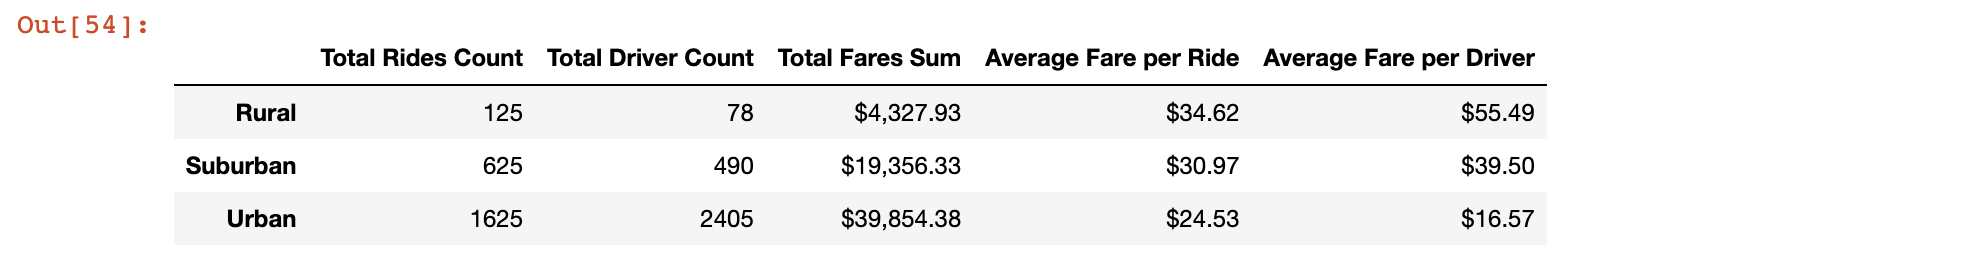 Out[54]:
Total Rides Count Total Driver Count Total Fares Sum Average Fare per Ride Average Fare per Driver
Rural 125 78 $4,327.93 $34.62 $55.49
Suburban 625 490 $19,356.33 $30.97 $39.50
Urban 1625 2405 $39,854.38 $24.53 $16.57